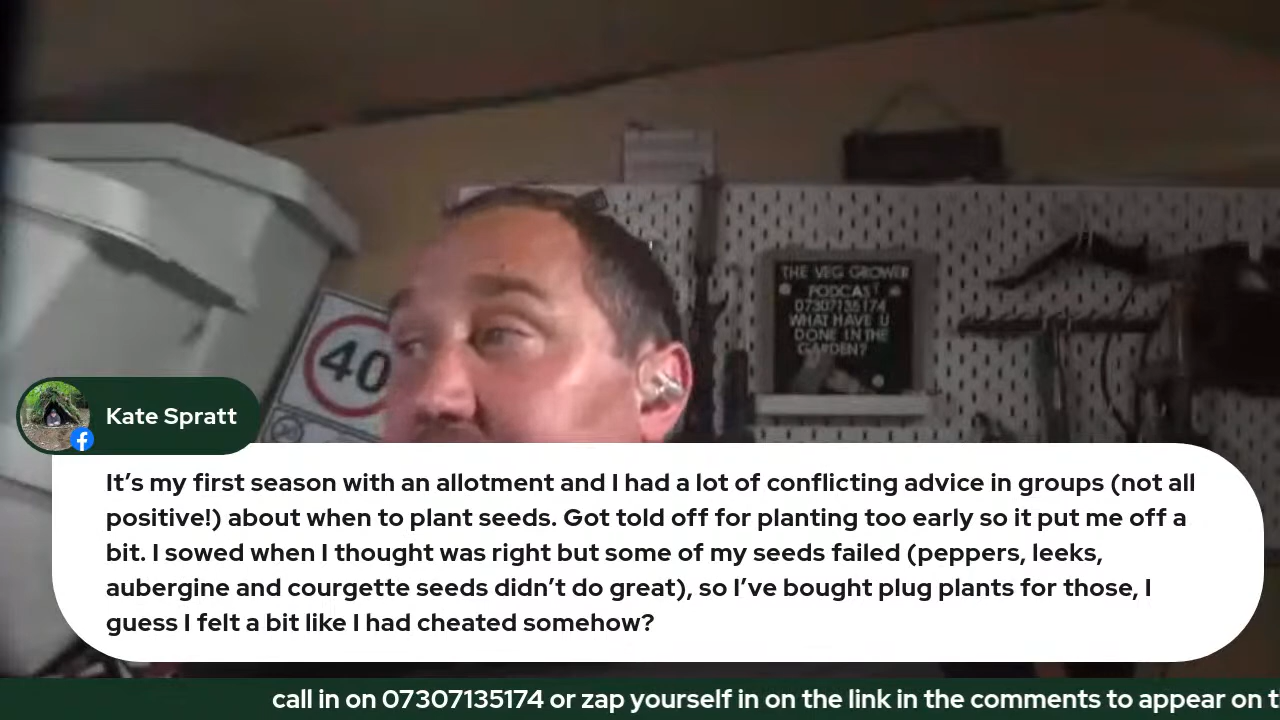 THE VEG GROWER
PODCAST
07307135174
WHAT HAVE U
DONE IN THE
GARDEN?
40
Kate Spratt
It’s my first season with an allotment and I had a lot of conflicting advice in groups (not all
positive!) about when to plant seeds. Got told off for planting too early so it put me off a
bit. I sowed when I thought was right but some of my seeds failed (peppers, leeks,
aubergine and courgette seeds didn’t do great), so I’ve bought plug plants for those, I
guess I felt a bit like I had cheated somehow?
call in on 07307135174 or zap yourself in on the link in the comments to appear on t